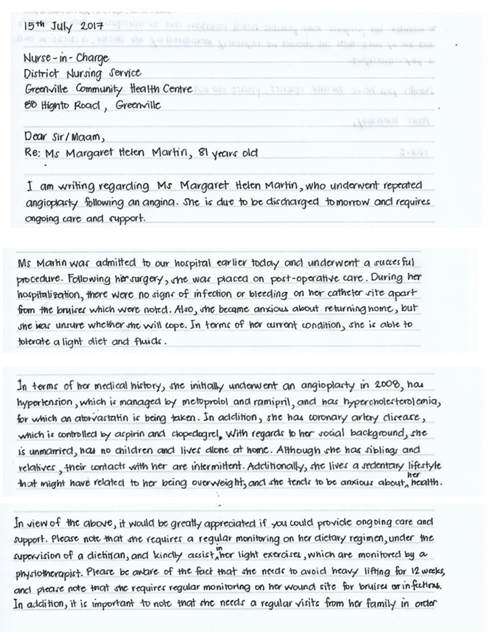 15th July 2017
Nurse-in-Charge
District Nursing Service
Greenville Community Health Centre
80 Highto Road, Greenville
Dear Sir/Maam,
Re: Ms Margaret Helen Martin, 81 years old
I am writing regarding Ms Margaret Helen Martin, who underwent repeated
angioplasty following an angina. She is due to be discharged tomorrow and requires
ongoing care and support.
Ms Martin was admitted to our hospital earlier today and underwent a succesful
procedure. Following her surgery, she was placed on post-operative care. During her
hospitalization, there were no signs of infection or bleeding on her catheter site apart
from the bruises which were noted. Also, she became anxious about returning home, but
she was unsure whether she will cope. In terms of her current condition, she is able to
tolerate a light diet and fluids.
In terms of her medical history, she initially underwent an angioplasty in 2008, has
hypertension, which is managed by metoprolol and ramipril, and has hypercholesterolemia,
for which an atorvastatin is being taken. In addition, she has coronary artery disease,
which is controlled by aspirin and clopedogrel. With regards to her social background, she
is unmarried, has no children and lives alone at home. Although she has siblings and
relatives, their contacts with her are intermittent. Additionally, she lives a sedentary lifestyle
that might have related to her being overweight, and she tends to be anxious about her health.
In view of the above, it would be greatly appreciated if you could provide ongoing care and
support. Please note that she requires a regular monitoring on her dietary regimen, under the
supervision of a dietitian, and kindly assist in her light exercises, which are monitored by a
physiotherapist. Please be aware of the fact that she needs to avoid heavy lifting for 12 weeks,
and please note that she requires regular monitoring on her wound site for bruises or infections.
In addition, it is important to note that she needs a regular visits from her family in order